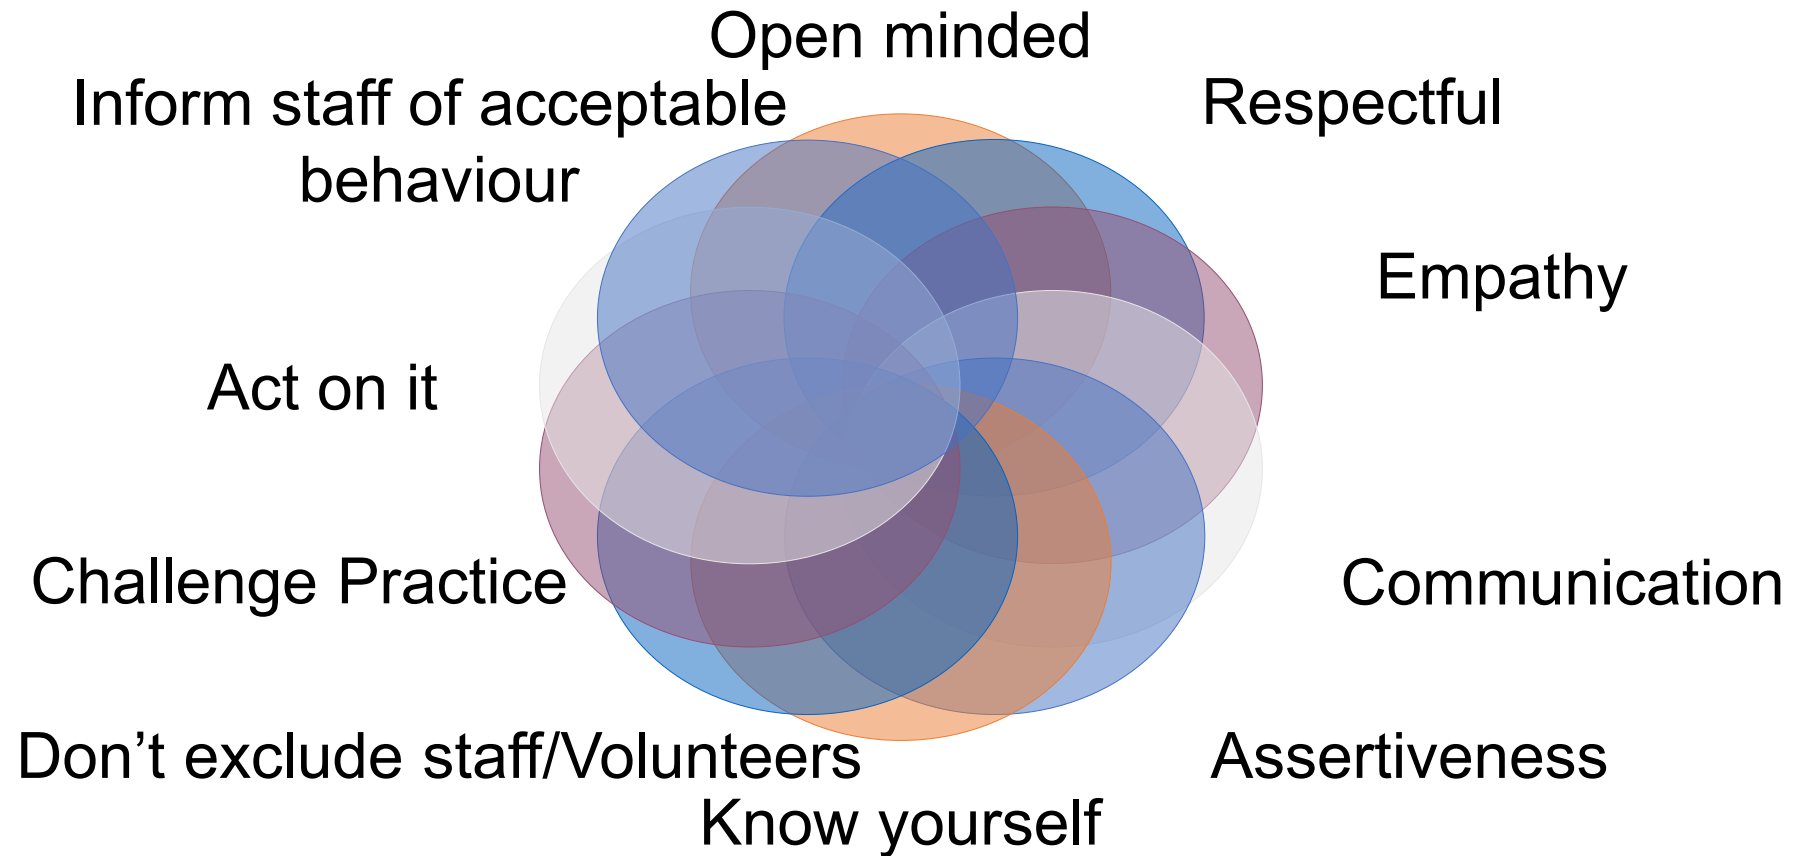 Open minded
Inform staff of acceptable
behaviour
Respectful
Empathy
Act on it
Challenge Practice
Communication
Don’t exclude staff/Volunteers
Assertiveness
Know yourself